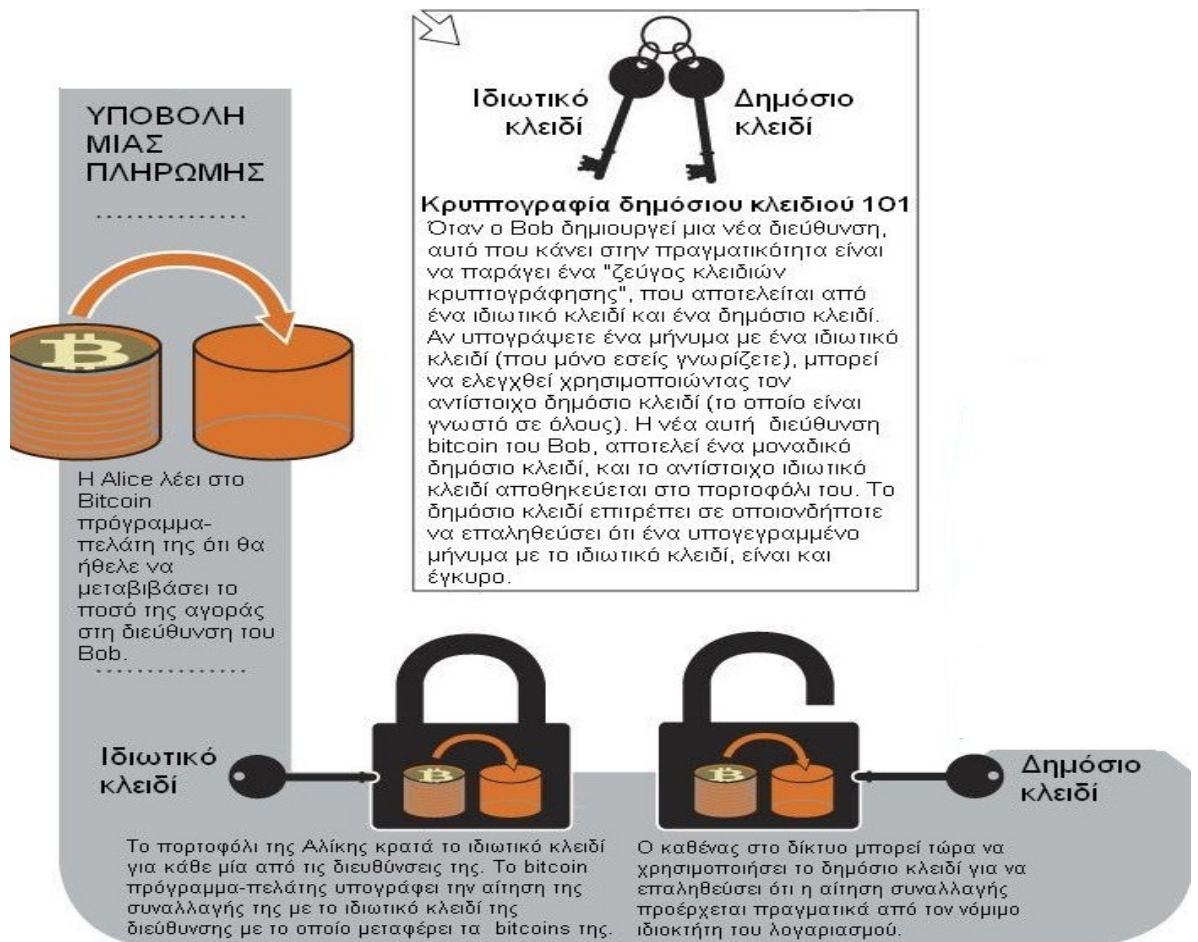 ΥΠΟΒΟΛΗ
ΜΙΑΣ
ΠΛΗΡΩΜΗΣ
Η Alice λέει στο
Bitcoin
πρόγραμμα-
πελάτη της ότι θα
ήθελε να
μεταβιβάσει το
ποσό της αγοράς
στη διεύθυνση του
Bob.
Ιδιωτικό
κλειδί
Δημόσιο
κλειδί
Κρυπτογραφία δημόσιου κλειδιού 101
Όταν ο Bob δημιουργεί μια νέα διεύθυνση,
αυτό που κάνει στην πραγματικότητα είναι
να παράγει ένα "ζεύγος κλειδιών
κρυπτογράφησης", που αποτελείται από
ένα ιδιωτικό κλειδί και ένα δημόσιο κλειδί.
Αν υπογράψετε ένα μήνυμα με ένα ιδιωτικό
κλειδί (που μόνο εσείς γνωρίζετε), μπορεί
να ελεγχθεί χρησιμοποιώντας τον
αντίστοιχο δημόσιο κλειδί (το οποίο είναι
γνωστό σε όλους). Η νέα αυτή διεύθυνση
bitcoin του Bob, αποτελεί ένα μοναδικό
δημόσιο κλειδί, και το αντίστοιχο ιδιωτικό
κλειδί αποθηκεύεται στο πορτοφόλι του. Το
δημόσιο κλειδί επιτρέπει σε οποιονδήποτε
να επαληθεύσει ότι ένα υπογεγραμμένο
μήνυμα με το ιδιωτικό κλειδί, είναι και
έγκυρο.
Ιδιωτικό
κλειδί
Δημόσιο
κλειδί
Το πορτοφόλι της Αλίκης κρατά το ιδιωτικό κλειδί
για κάθε μία από τις διευθύνσεις της. Το bitcoin
πρόγραμμα-πελάτης υπογράφει την αίτηση της
συναλλαγής της με το ιδιωτικό κλειδί της
διεύθυνσης με το οποίο μεταφέρει τα bitcoins της.
Ο καθένας στο δίκτυο μπορεί τώρα να
χρησιμοποιήσει το δημόσιο κλειδί για να
επαληθεύσει ότι η αίτηση συναλλαγής
προέρχεται πραγματικά από τον νόμιμο
ιδιοκτήτη του λογαριασμού.